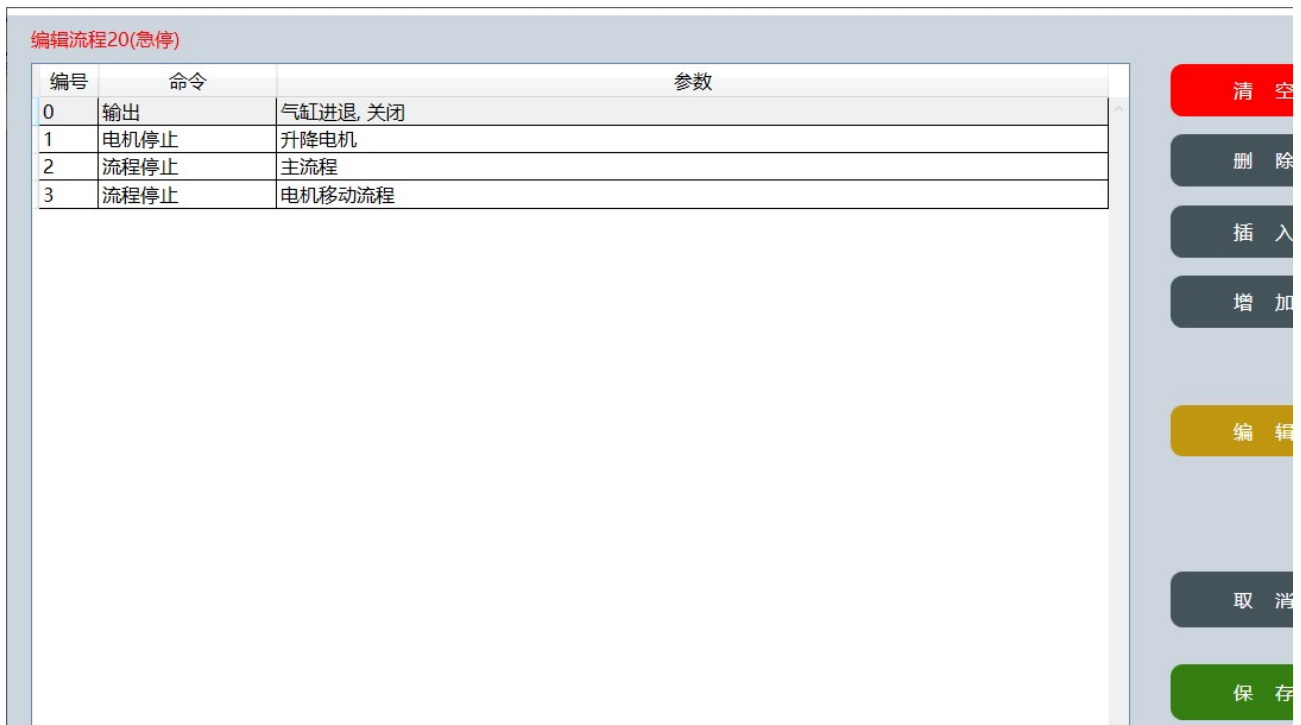 编辑流程20(急停)
编号 命令 参数
0 输出 气缸进退, 关闭
1 电机停止 升降电机
2 流程停止 主流程
3 流程停止 电机移动流程
清 空
删 除
插 入
增 加
编 辑
取 消
保 存